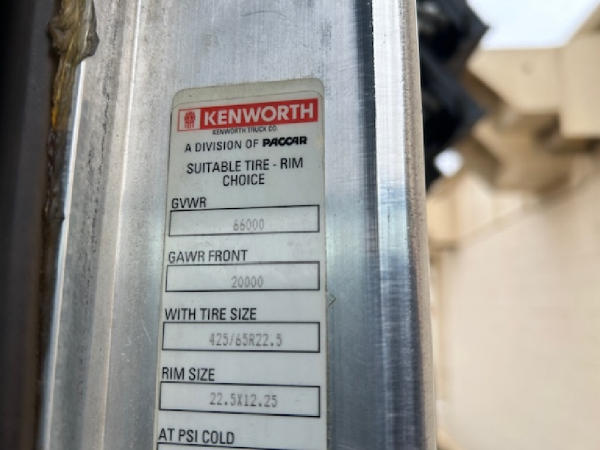 KENWORTH
KENWORTH TRUCK CO.
A DIVISION OF PACCAR
SUITABLE TIRE - RIM
CHOICE
GVWR
66000
GAWR FRONT
20000
WITH TIRE SIZE
425/65R22.5
RIM SIZE
22.5X12.25
AT PSI COLD